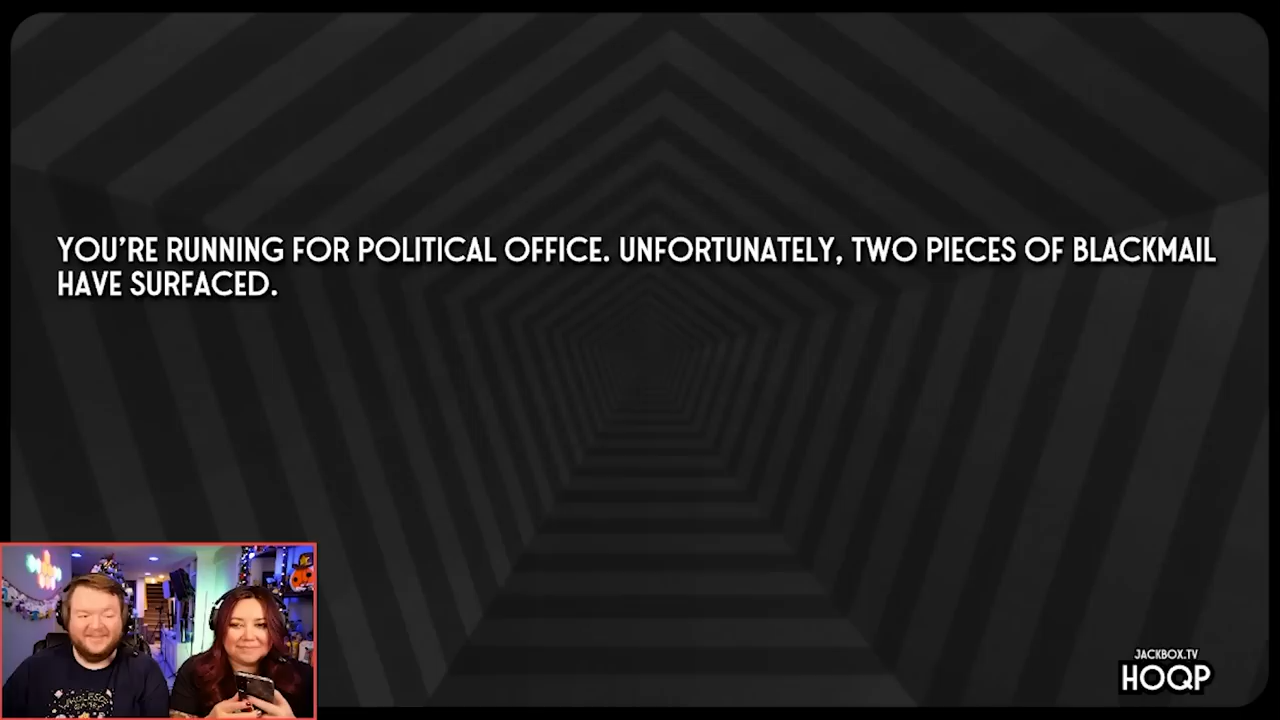 YOU'RE RUNNING FOR POLITICAL OFFICE. UNFORTUNATELY, TWO PIECES OF BLACKMAIL
HAVE SURFACED.
JACKBOX.TV
HOQP